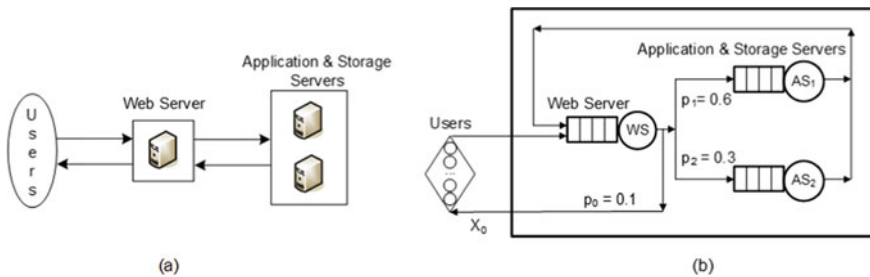 Users
Web Server
Application & Storage
Servers
(a)
Application & Storage Servers
Web Server
Users
WS
AS1
AS2
p1= 0.6
p2 = 0.3
p0 = 0.1
X0
...
(b)